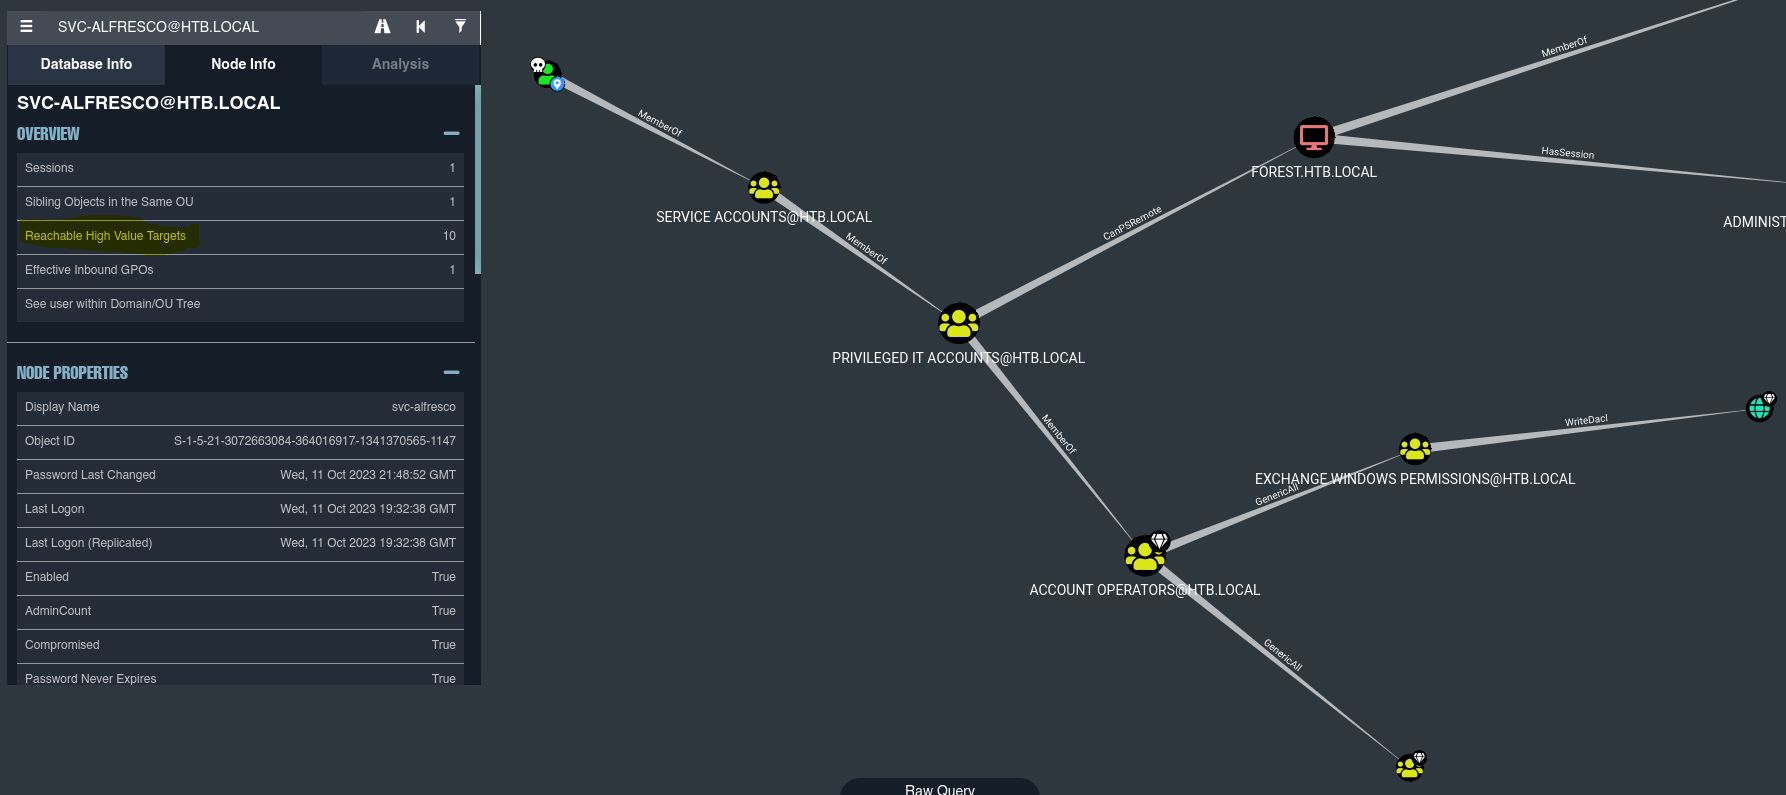 SVC-ALFRESCO@HTB.LOCAL
Database Info
Node Info
Analysis
SVC-ALFRESCO@HTB.LOCAL
OVERVIEW
Sessions 1
Sibling Objects in the Same OU 1
Reachable High Value Targets 10
Effective Inbound GPOs 1
See user within Domain/OU Tree
NODE PROPERTIES
Display Name svc-alfresco
Object ID S-1-5-21-3072663084-364016917-1341370565-1147
Password Last Changed Wed, 11 Oct 2023 21:48:52 GMT
Last Logon Wed, 11 Oct 2023 19:32:38 GMT
Last Logon (Replicated) Wed, 11 Oct 2023 19:32:38 GMT
Enabled True
AdminCount True
Compromised True
Password Never Expires True
MemberOf
SERVICE ACCOUNTS@HTB.LOCAL
MemberOf
PRIVILEGED IT ACCOUNTS@HTB.LOCAL
CanPSRemote
FOREST.HTB.LOCAL
MemberOf
HasSession
ADMINIST
MemberOf
ACCOUNT OPERATORS@HTB.LOCAL
GenericAll
EXCHANGE WINDOWS PERMISSIONS@HTB.LOCAL
WriteDacl
GenericAll
Raw Query